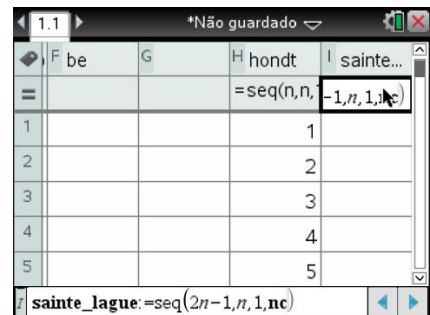 1.1 *Não guardado
F be G H hondt I sainte...
= =seq(n,n,1 -1,n,1,nc)
1 1
2 2
3 3
4 4
5 5
I sainte_lague:=seq(2n-1,n,1,nc)